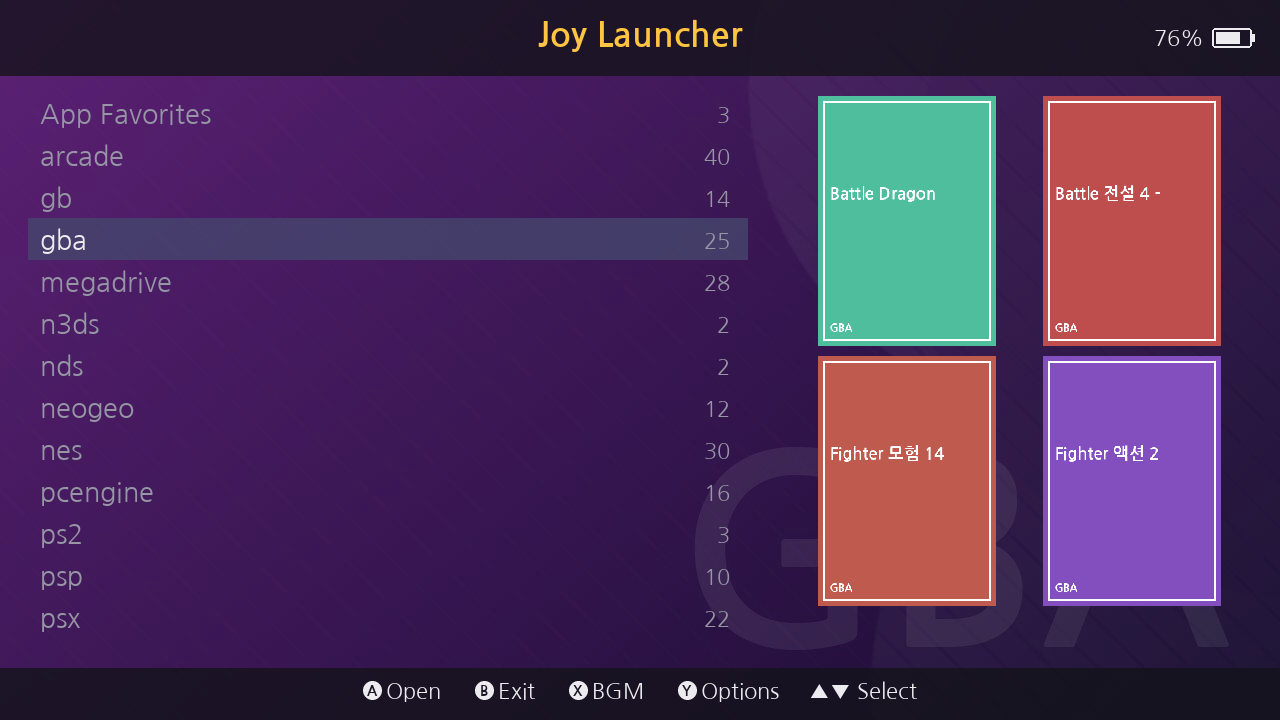 Joy Launcher
76%
App Favorites 3
arcade 40
gb 14
gba 25
megadrive 28
n3ds 2
nds 2
neogeo 12
nes 30
pcengine 16
ps2 3
psp 10
psx 22
Battle Dragon
GBA
Battle 전설 4 -
GBA
Fighter 모험 14
GBA
Fighter 액션 2
GBA
GBA
A Open B Exit X BGM Y Options ▲▼ Select